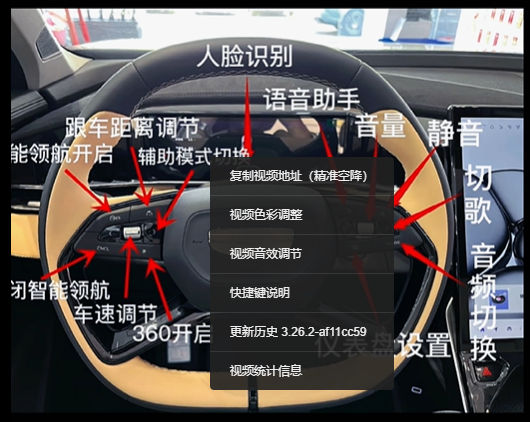 人脸识别
语音助手
跟车距离调节
音量
静音
能领航开启
辅助模式切换
切歌
复制视频地址（精准空降）
视频色彩调整
视频音效调节
音频切换
快捷键说明
闭智能领航
车速调节
360开启
更新历史 3.26.2-af11cc59
仪表盘设置
视频统计信息